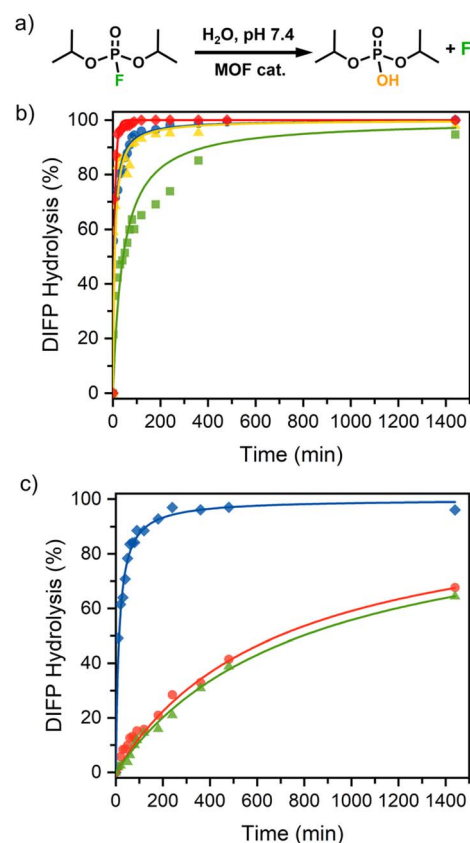 a)
O O
O P O O P O
F OH
H₂O, pH 7.4
MOF cat.
+ F
b)
DIFP Hydrolysis (%)
100
80
60
40
20
0
0 200 400 600 800 1000 1200 1400
Time (min)
c)
DIFP Hydrolysis (%)
100
80
60
40
20
0
0 200 400 600 800 1000 1200 1400
Time (min)